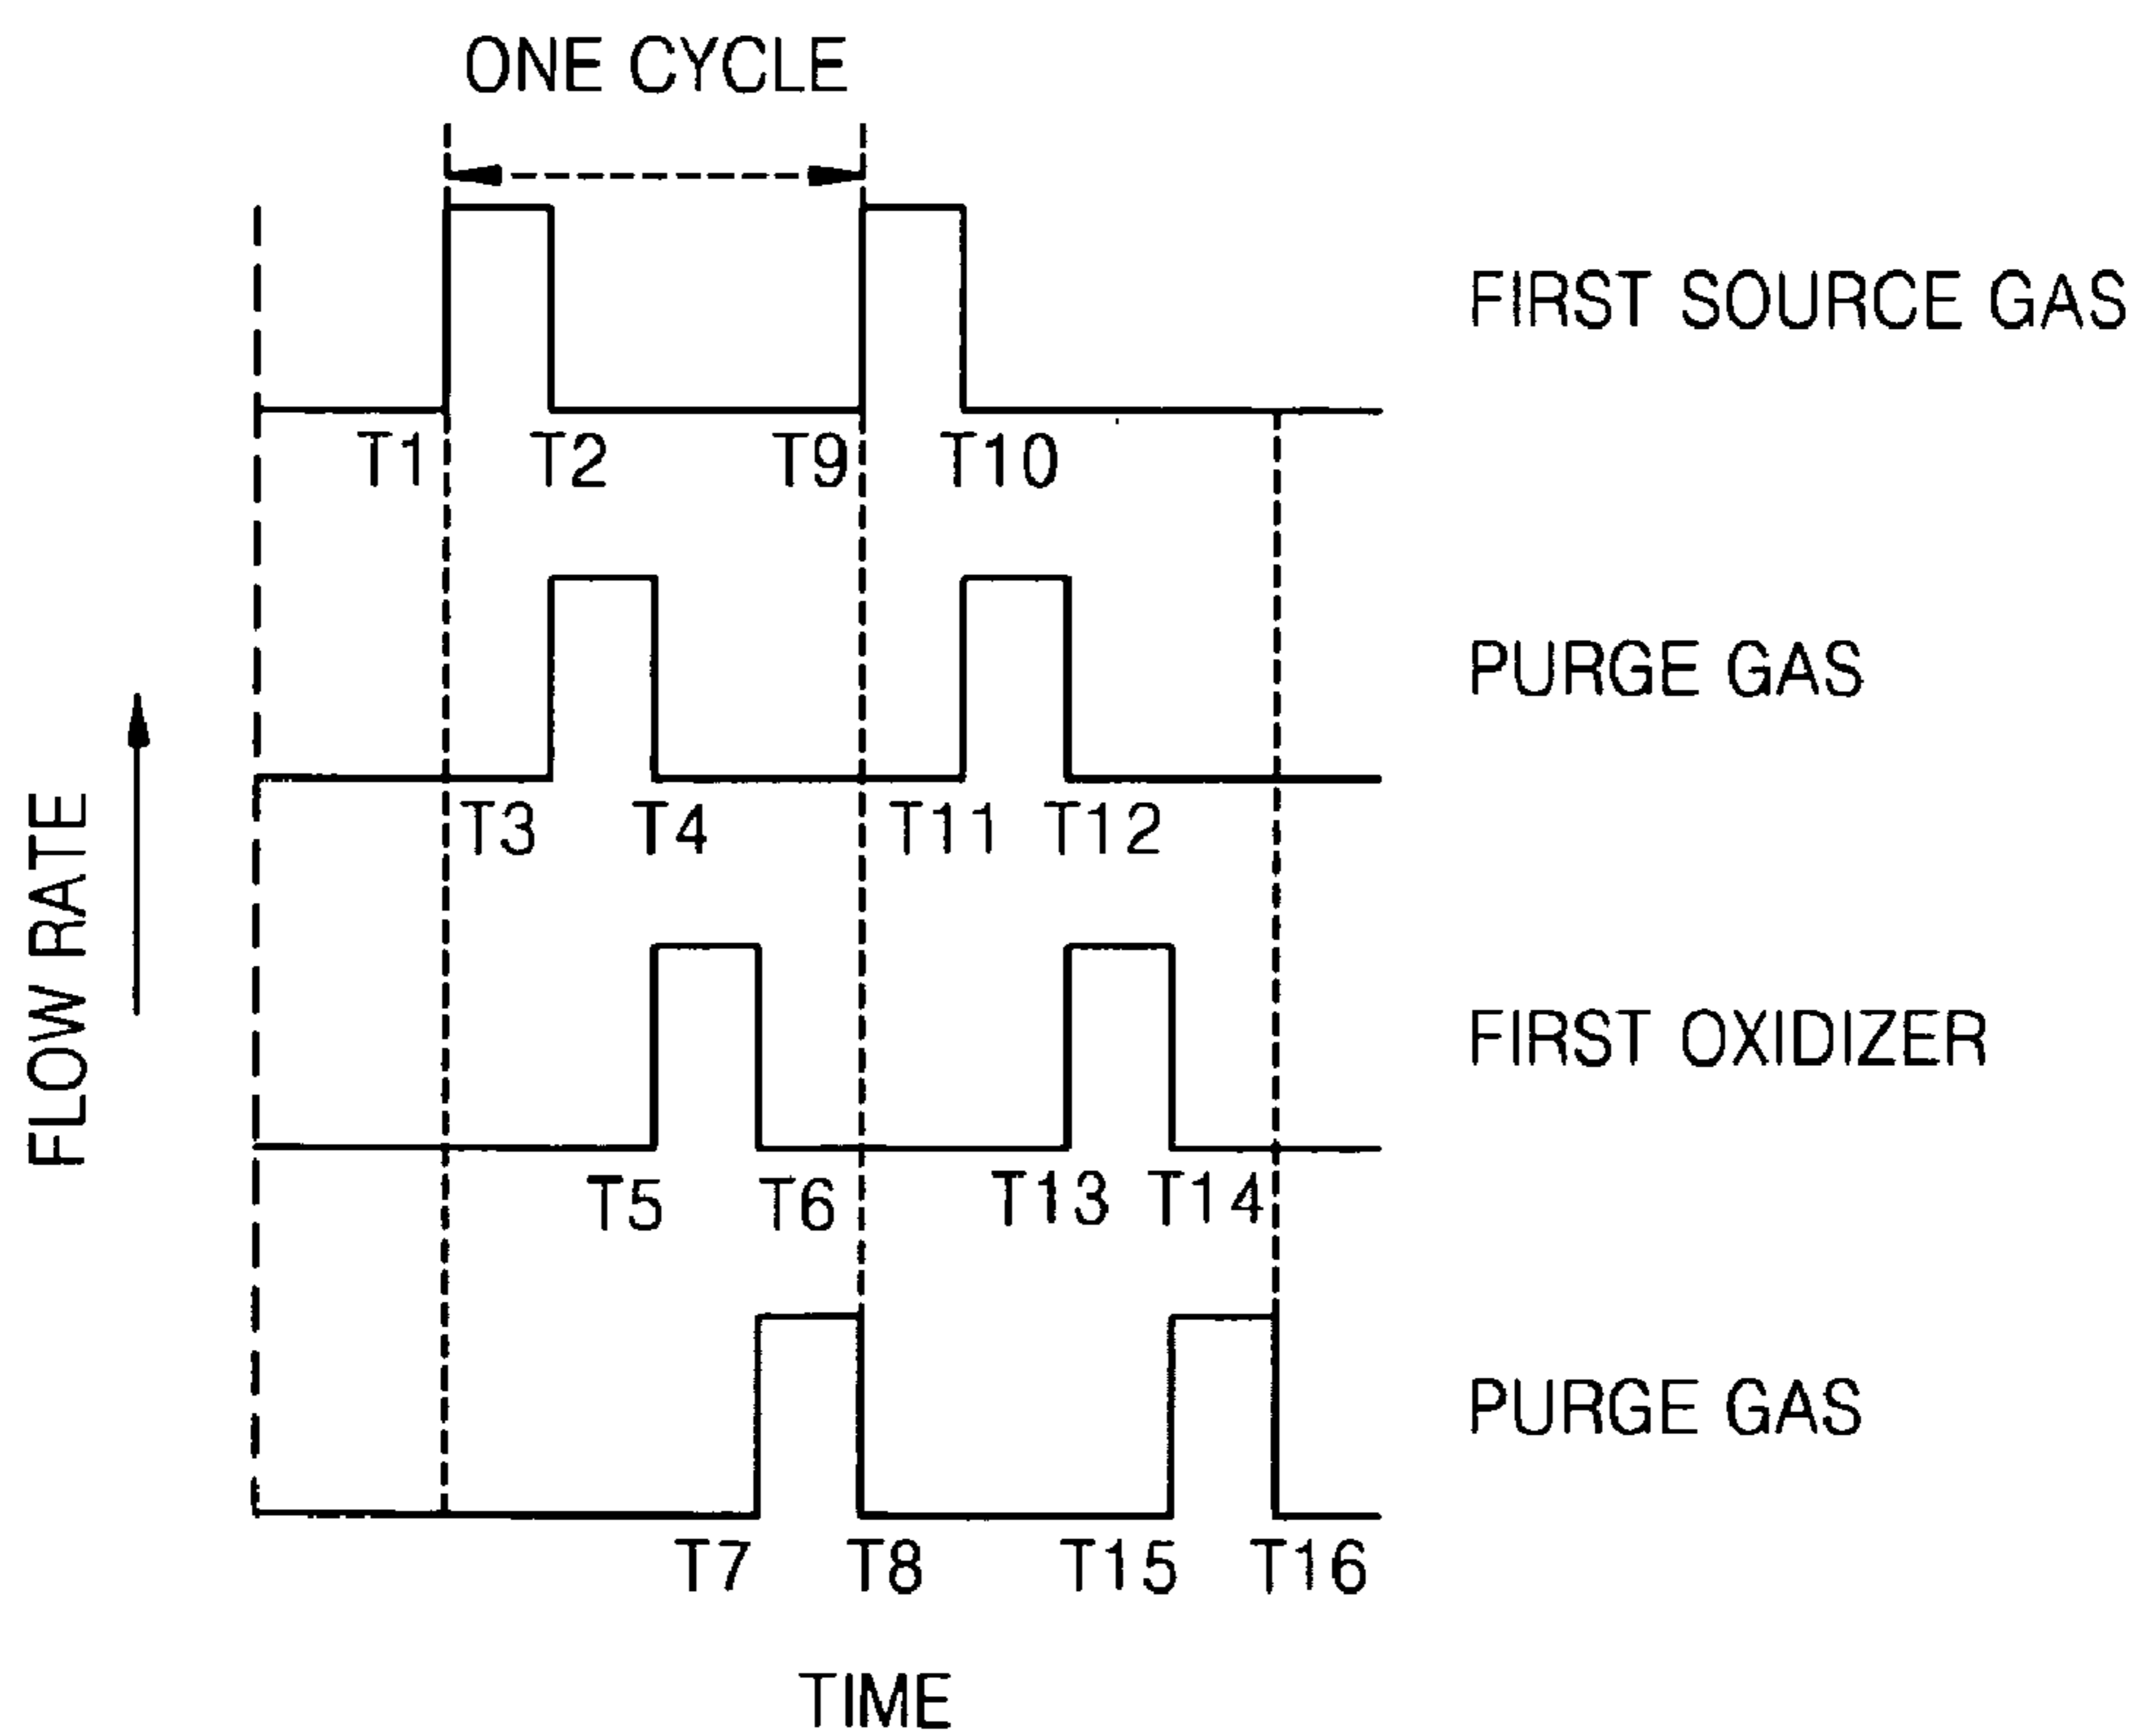 ONE CYCLE
FIRST SOURCE GAS
T1 T2 T9 T10
PURGE GAS
T3 T4 T11 T12
FLOW RATE
FIRST OXIDIZER
T5 T6 T13 T14
PURGE GAS
T7 T8 T15 T16
TIME